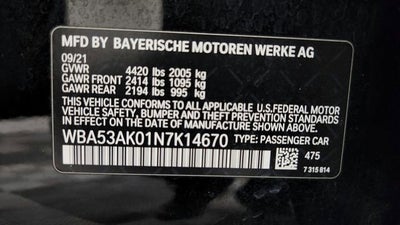 MFD BY BAYERISCHE MOTOREN WERKE AG
09/21
GVWR 4420 lbs 2005 kg
GAWR FRONT 2414 lbs 1095 kg
GAWR REAR 2194 lbs 995 kg
THIS VEHICLE CONFORMS TO ALL APPLICABLE U.S.FEDERAL MOTOR
VEHICLE SAFETY, BUMPER AND THEFT PREVENTION STANDARDS
IN EFFECT ON THE DATE OF MANUFACTURE SHOWN ABOVE.
WBA53AK01N7K14670 TYPE: PASSENGER CAR
475
7 315 814